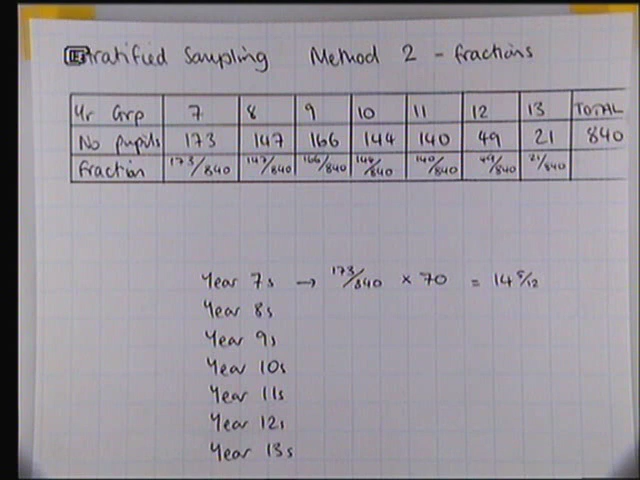 Stratified Sampling Method 2 - fractions
Yr Grp 7 8 9 10 11 12 13 TOTAL
No pupils 173 147 166 144 140 49 21 840
fraction 173/840 147/840 166/840 144/840 140/840 49/840 21/840
Year 7s → 173/840 × 70 = 14 5/12
Year 8s
Year 9s
Year 10s
Year 11s
Year 12s
Year 13s